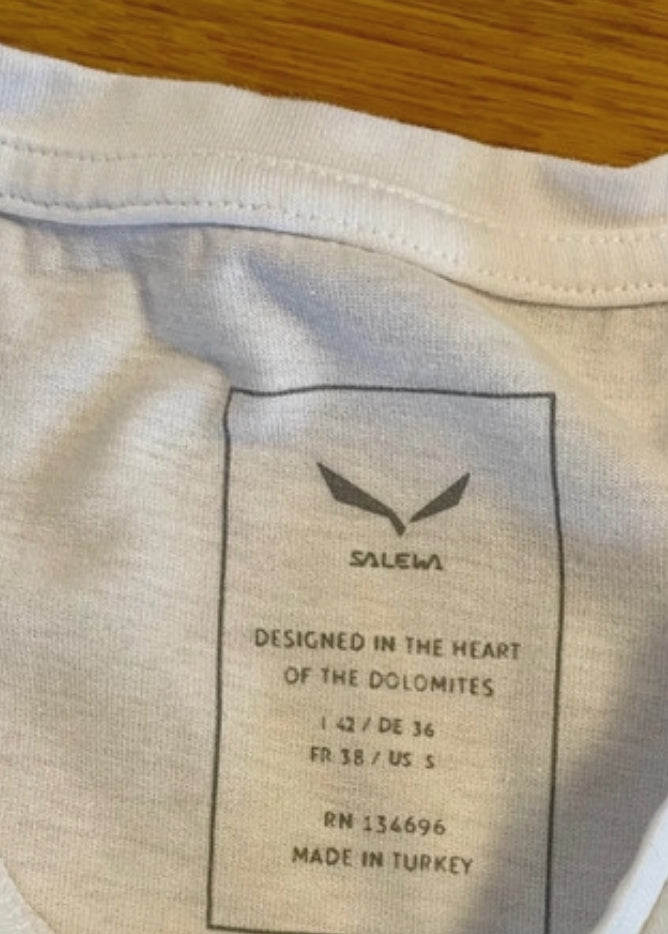 SALEWA
DESIGNED IN THE HEART
OF THE DOLOMITES
I 42 / DE 36
FR 38 / US S
RN 134696
MADE IN TURKEY